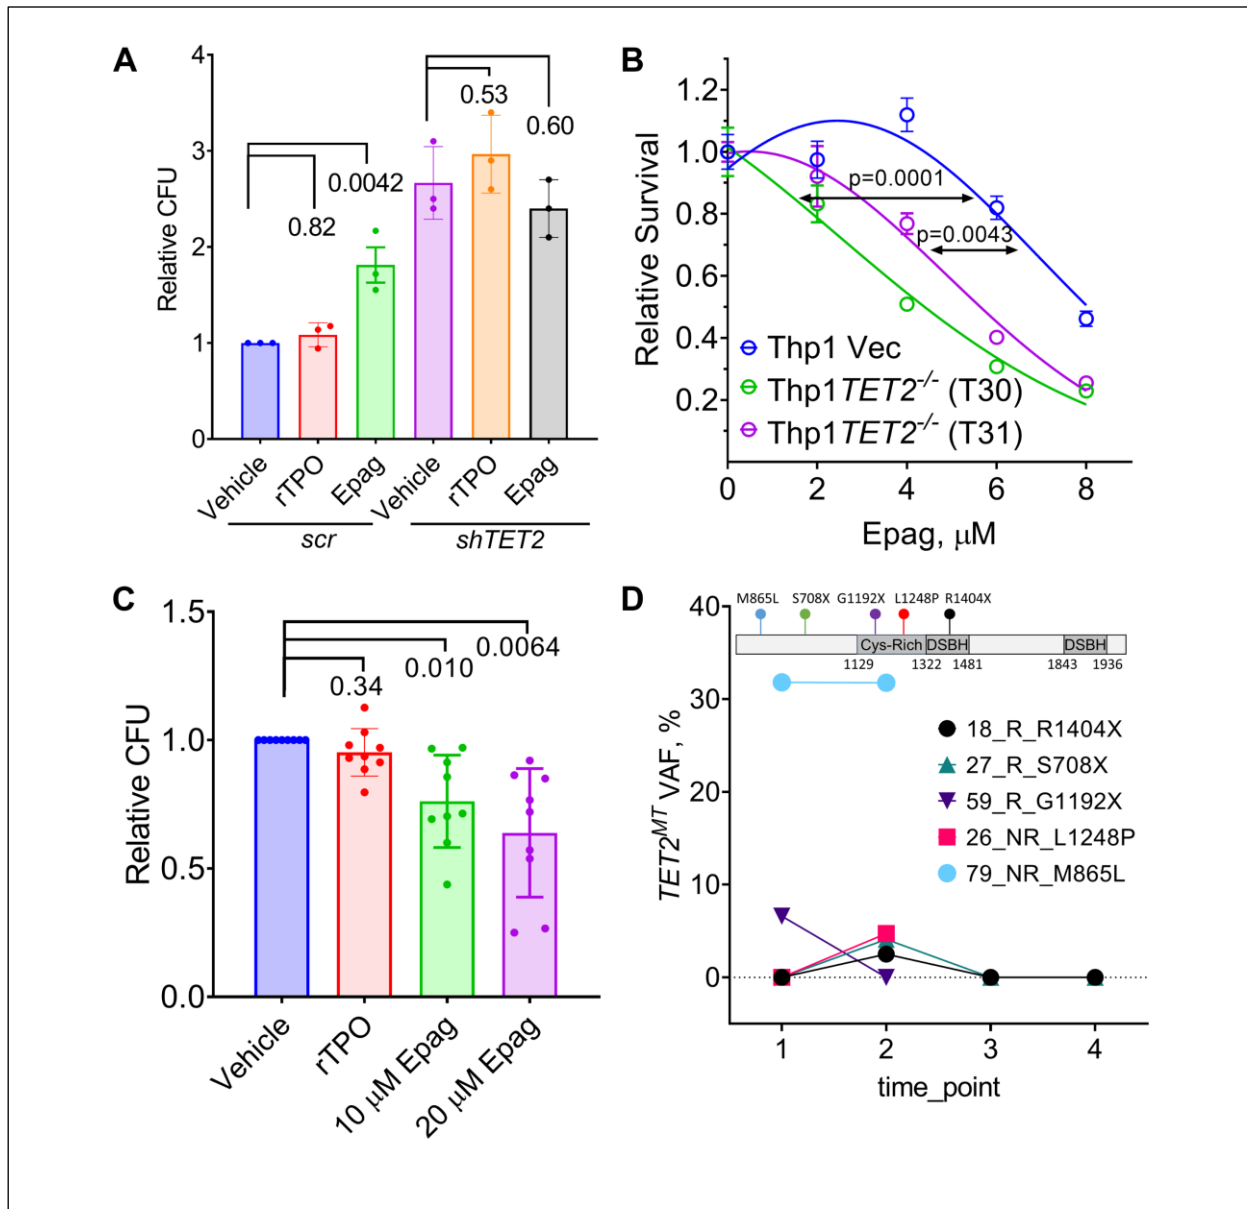 A
Relative CFU
4
3
2
1
0
0.82
0.0042
0.53
0.60
Vehicle
rTPO
Epag
Vehicle
rTPO
Epag
scr
shTET2
B
Relative Survival
1.2
1.0
0.8
0.6
0.4
0.2
p=0.0001
p=0.0043
Thp1 Vec
Thp1TET2-/- (T30)
Thp1TET2-/- (T31)
0 2 4 6 8
Epag, μM
C
Relative CFU
1.5
1.0
0.5
0.0
0.34
0.010
0.0064
Vehicle
rTPO
10 μM Epag
20 μM Epag
D
TET2MT VAF, %
40
30
20
10
0
M865L S708X G1192X L1248P R1404X
Cys-Rich DSBH DSBH
1129 1322 1481 1843 1936
18_R_R1404X
27_R_S708X
59_R_G1192X
26_NR_L1248P
79_NR_M865L
1 2 3 4
time_point